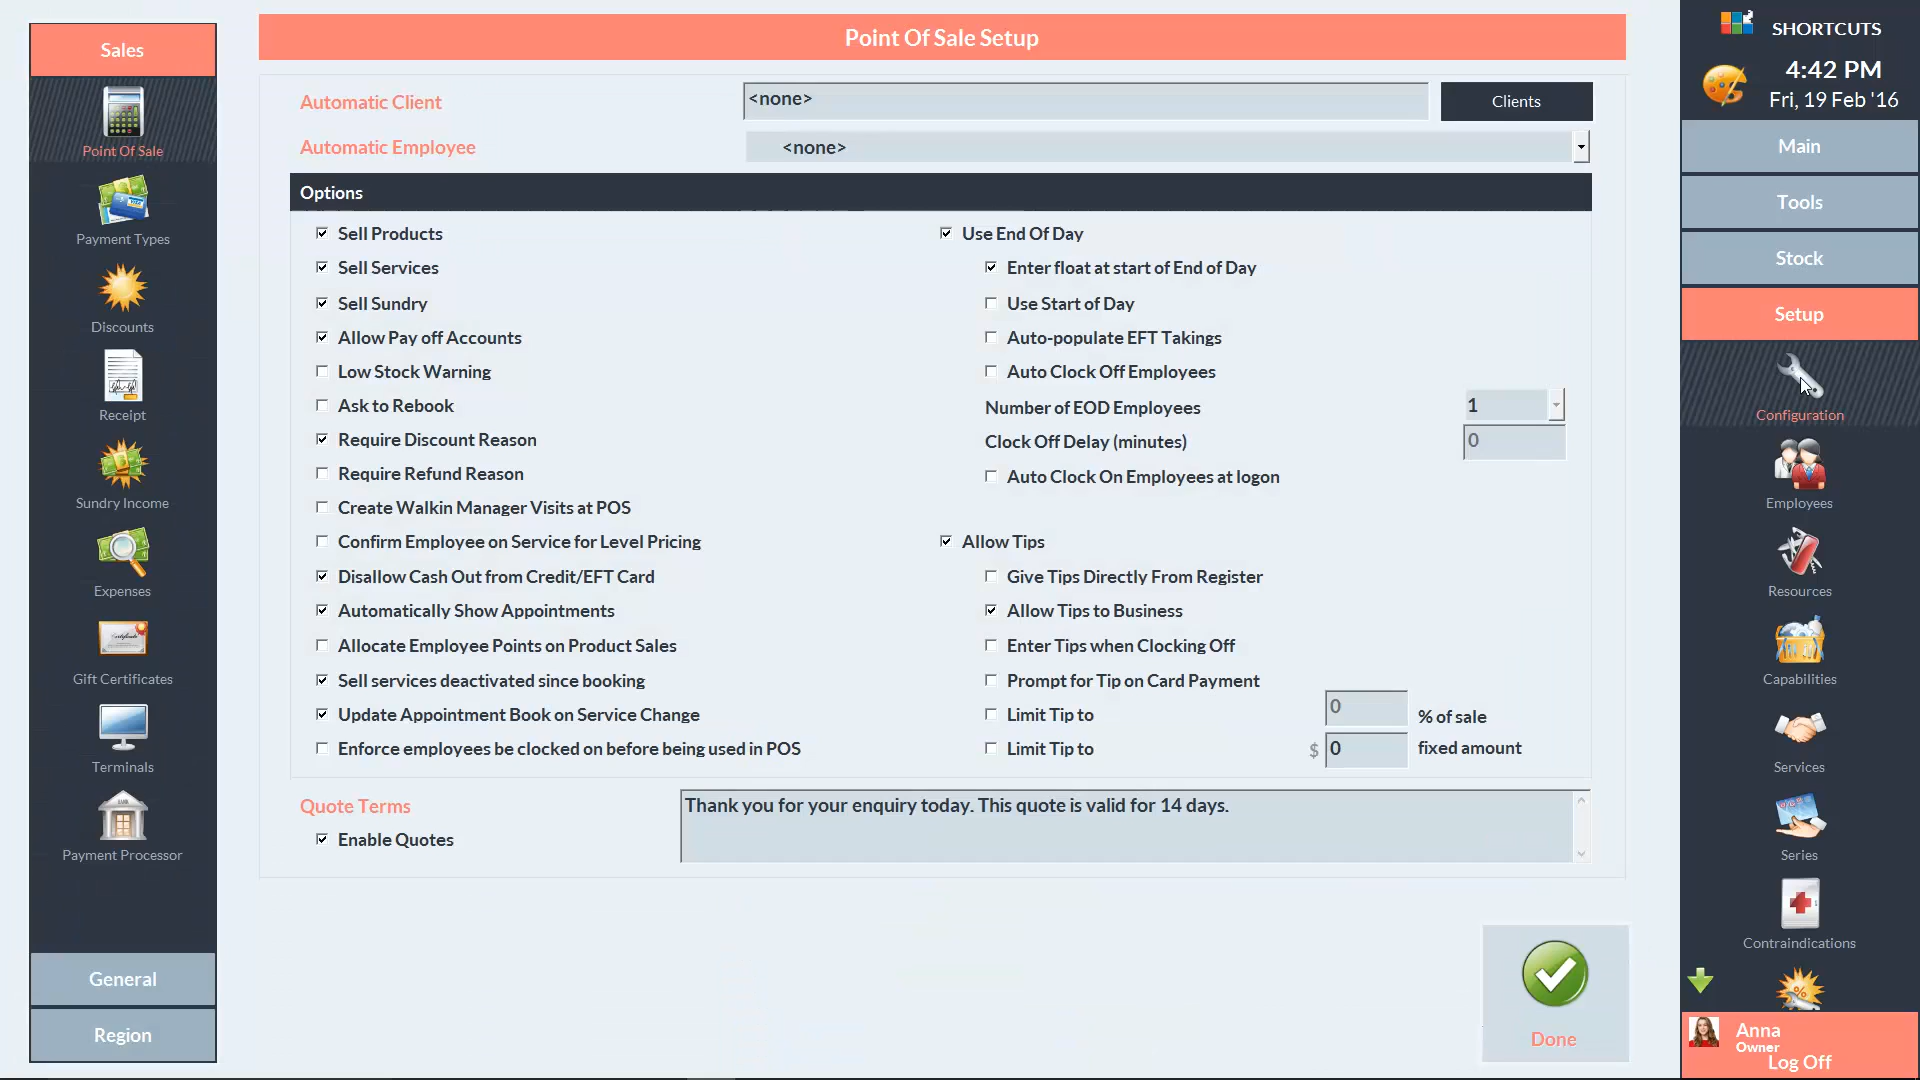 Sales
Point Of Sale
Payment Types
Discounts
Receipt
Sundry Income
Expenses
Gift Certificates
Terminals
Payment Processor
General
Region
Point Of Sale Setup
Automatic Client
<none>
Clients
Automatic Employee
<none>
Options
Sell Products
Sell Services
Sell Sundry
Allow Pay off Accounts
Low Stock Warning
Ask to Rebook
Require Discount Reason
Require Refund Reason
Create Walkin Manager Visits at POS
Confirm Employee on Service for Level Pricing
Disallow Cash Out from Credit/EFT Card
Automatically Show Appointments
Allocate Employee Points on Product Sales
Sell services deactivated since booking
Update Appointment Book on Service Change
Enforce employees be clocked on before being used in POS
Use End Of Day
Enter float at start of End of Day
Use Start of Day
Auto-populate EFT Takings
Auto Clock Off Employees
Number of EOD Employees 1
Clock Off Delay (minutes) 0
Auto Clock On Employees at logon
Allow Tips
Give Tips Directly From Register
Allow Tips to Business
Enter Tips when Clocking Off
Prompt for Tip on Card Payment
Limit Tip to 0 % of sale
Limit Tip to $ 0 fixed amount
Quote Terms
Enable Quotes
Thank you for your enquiry today. This quote is valid for 14 days.
Done
SHORTCUTS
4:42 PM
Fri, 19 Feb '16
Main
Tools
Stock
Setup
Configuration
Employees
Resources
Capabilities
Services
Series
Contraindications
Anna
Owner
Log Off